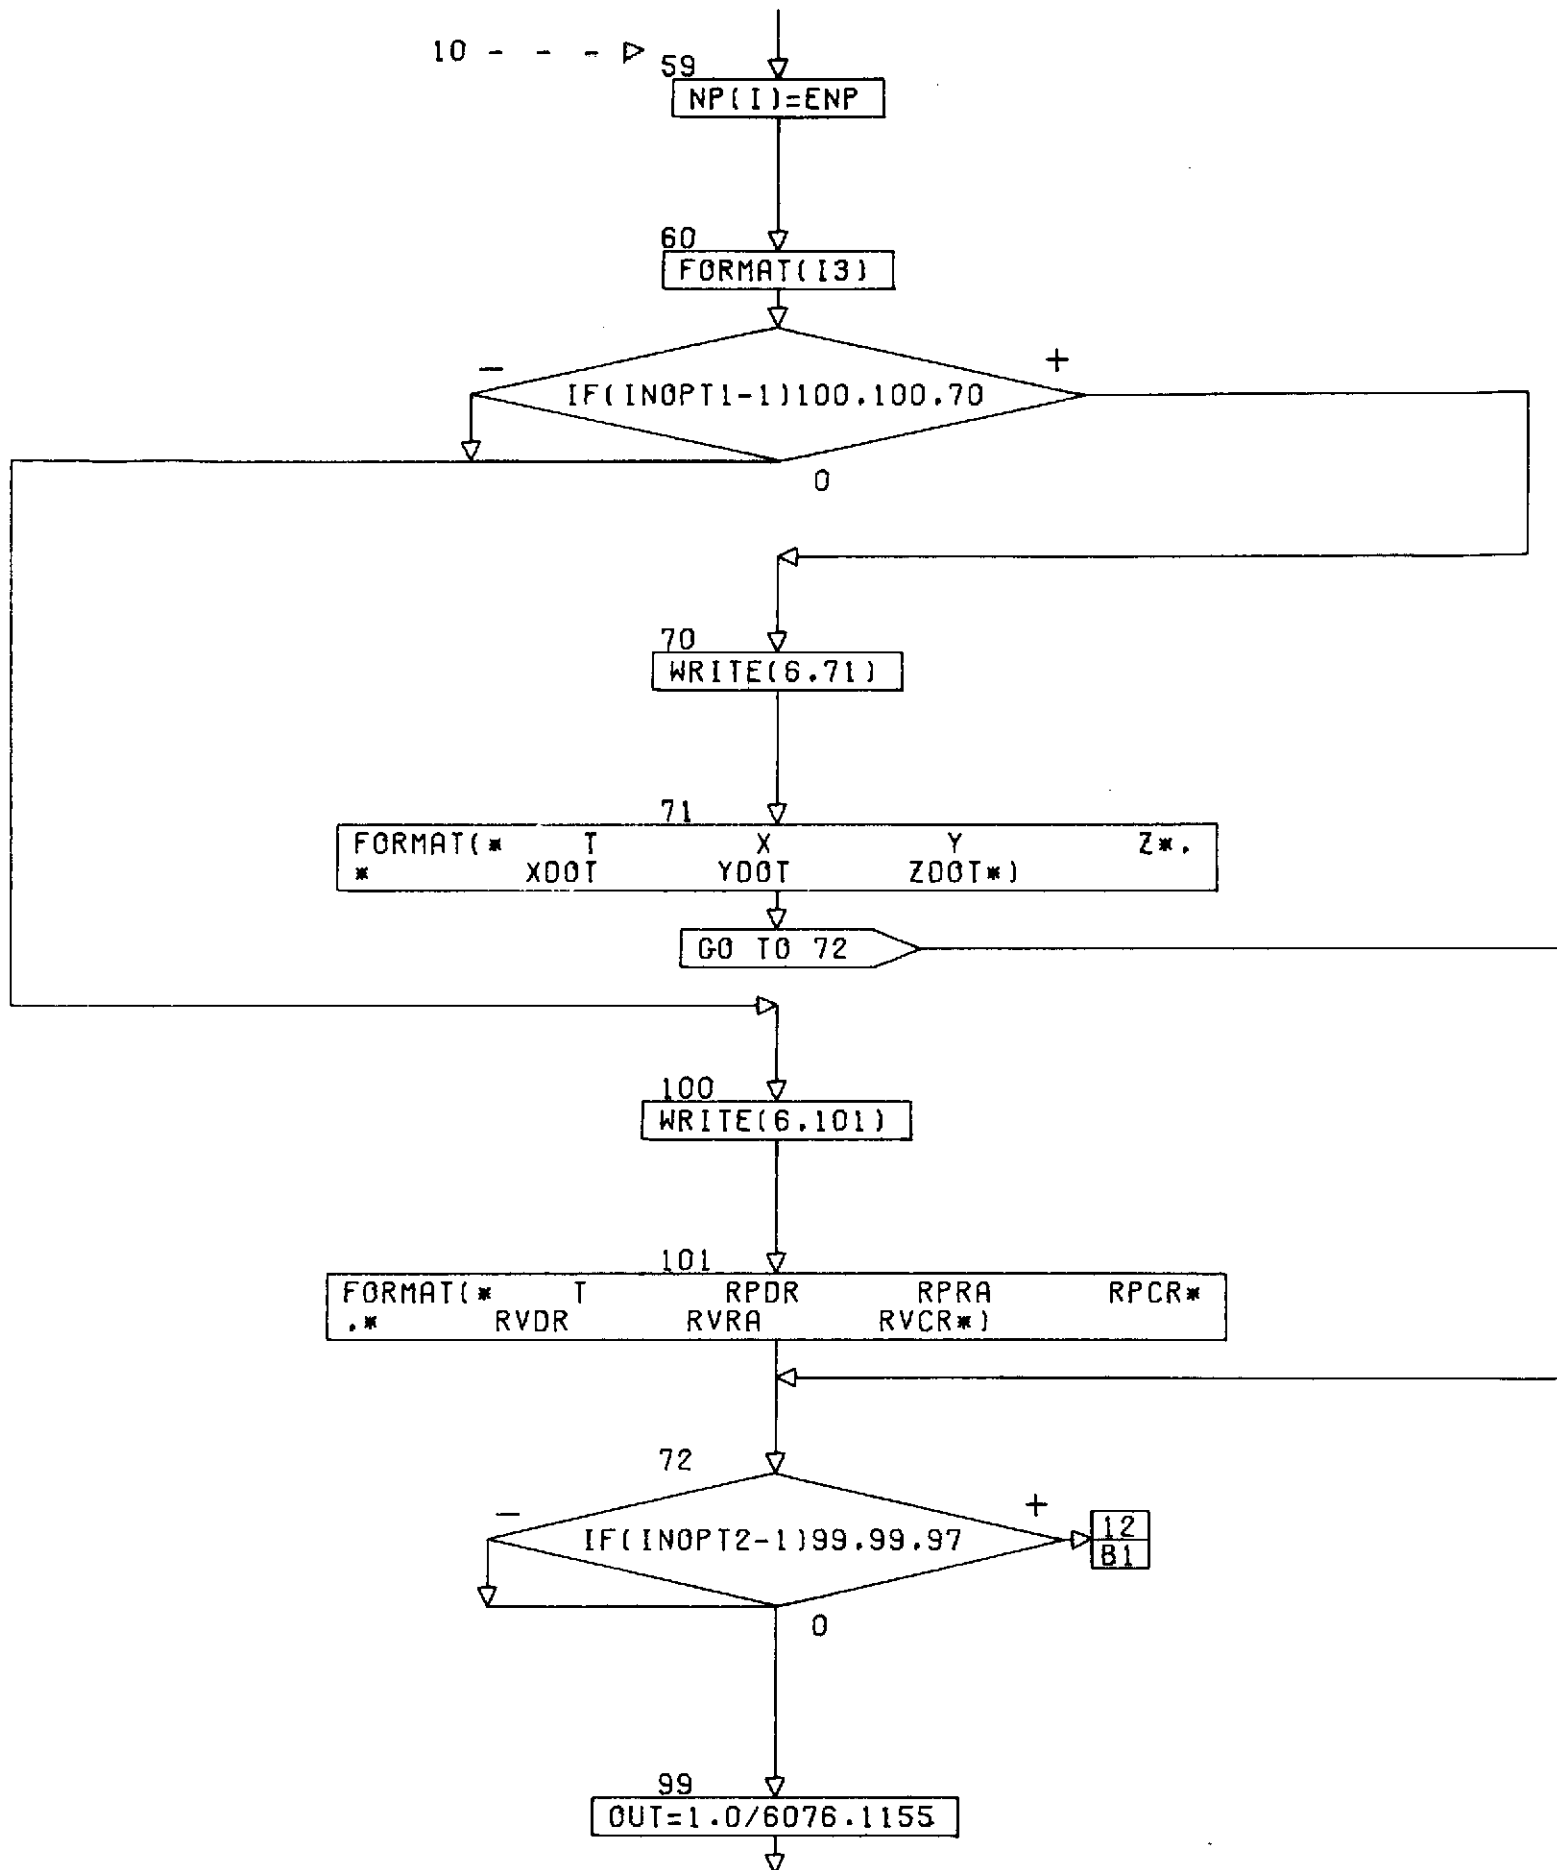 10 - - - ▷
59
NP(I)=ENP
60
FORMAT(I3)
- +
IF(INOPT1-1)100.100.70
0
70
WRITE(6.71)
71
FORMAT(* T X Y Z*.
* XDOT YDOT ZDOT*)
GO TO 72
100
WRITE(6.101)
101
FORMAT(* T RPDR RPRA RPCR*
.* RVDR RVRA RVCR*)
72
- +
IF(INOPT2-1)99.99.97
12
B1
0
99
OUT=1.0/6076.1155